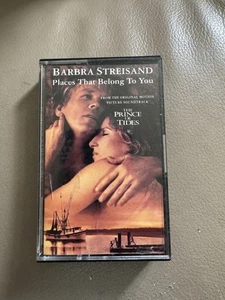 BARBRA STREISAND
Places That Belong To You
FROM THE ORIGINAL MOTION
PICTURE SOUNDTRACK
THE
PRINCE OF
TIDES